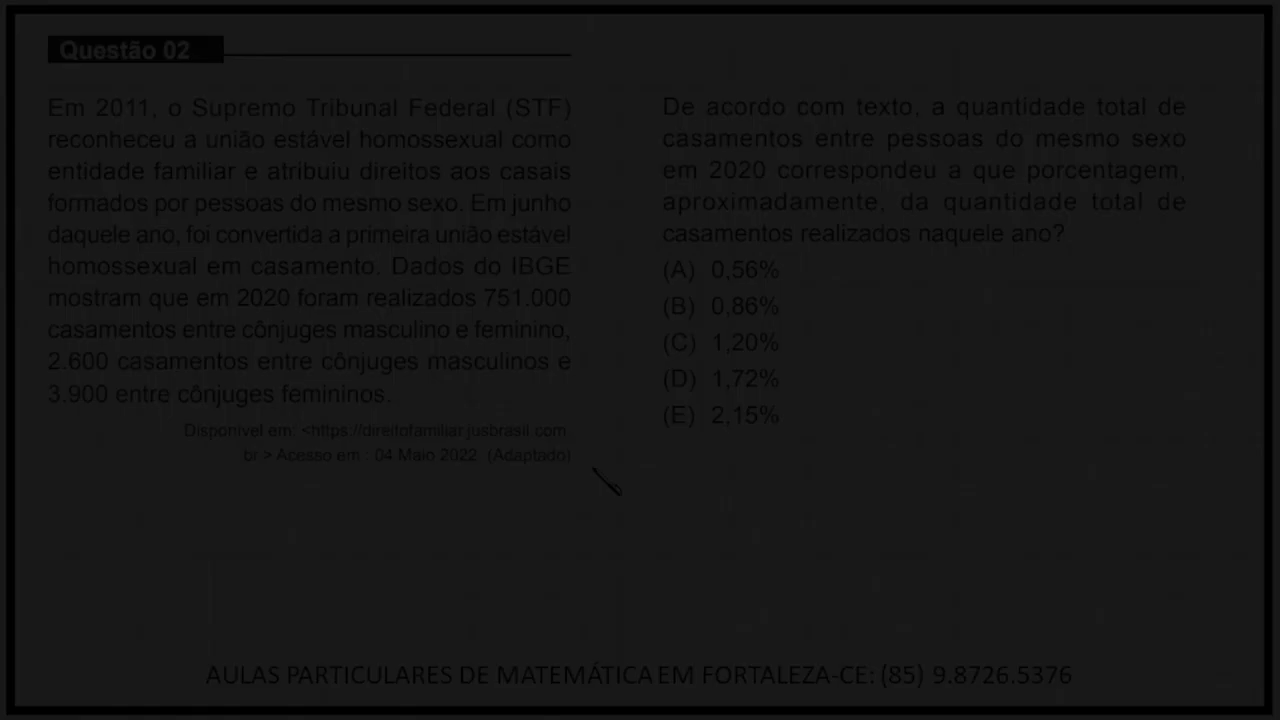 Questão 02
Em 2011, o Supremo Tribunal Federal (STF)
reconheceu a união estável homossexual como
entidade familiar e atribuiu direitos aos casais
formados por pessoas do mesmo sexo. Em junho
daquele ano, foi convertida a primeira união estável
homossexual em casamento. Dados do IBGE
mostram que em 2020 foram realizados 751.000
casamentos entre cônjuges masculino e feminino,
2.600 casamentos entre cônjuges masculinos e
3.900 entre cônjuges femininos.
Disponível em: <https://direitofamiliar.jusbrasil.com.
br > Acesso em : 04 Maio 2022. (Adaptado)
De acordo com texto, a quantidade total de
casamentos entre pessoas do mesmo sexo
em 2020 correspondeu a que porcentagem,
aproximadamente, da quantidade total de
casamentos realizados naquele ano?
(A) 0,56%
(B) 0,86%
(C) 1,20%
(D) 1,72%
(E) 2,15%
AULAS PARTICULARES DE MATEMÁTICA EM FORTALEZA-CE: (85) 9.8726.5376